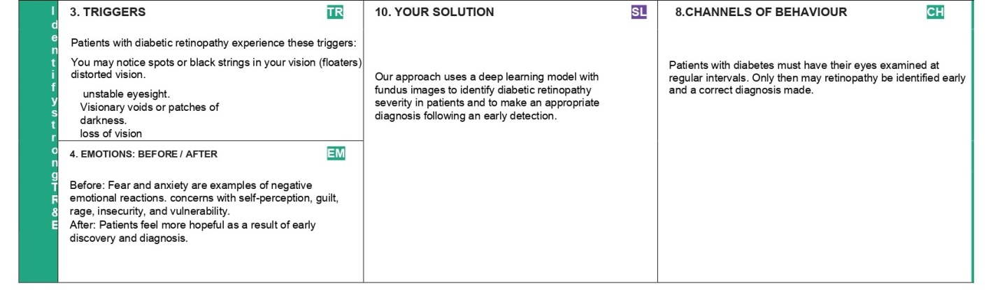 I
d
e
n
t
i
f
y
s
t
r
o
n
g
T
R
&
E
3. TRIGGERS
TR
Patients with diabetic retinopathy experience these triggers:
You may notice spots or black strings in your vision (floaters)
distorted vision.
unstable eyesight.
Visionary voids or patches of
darkness.
loss of vision
4. EMOTIONS: BEFORE / AFTER
EM
Before: Fear and anxiety are examples of negative
emotional reactions. concerns with self-perception, guilt,
rage, insecurity, and vulnerability.
After: Patients feel more hopeful as a result of early
discovery and diagnosis.
10. YOUR SOLUTION
SL
Our approach uses a deep learning model with
fundus images to identify diabetic retinopathy
severity in patients and to make an appropriate
diagnosis following an early detection.
8.CHANNELS OF BEHAVIOUR
CH
Patients with diabetes must have their eyes examined at
regular intervals. Only then may retinopathy be identified early
and a correct diagnosis made.